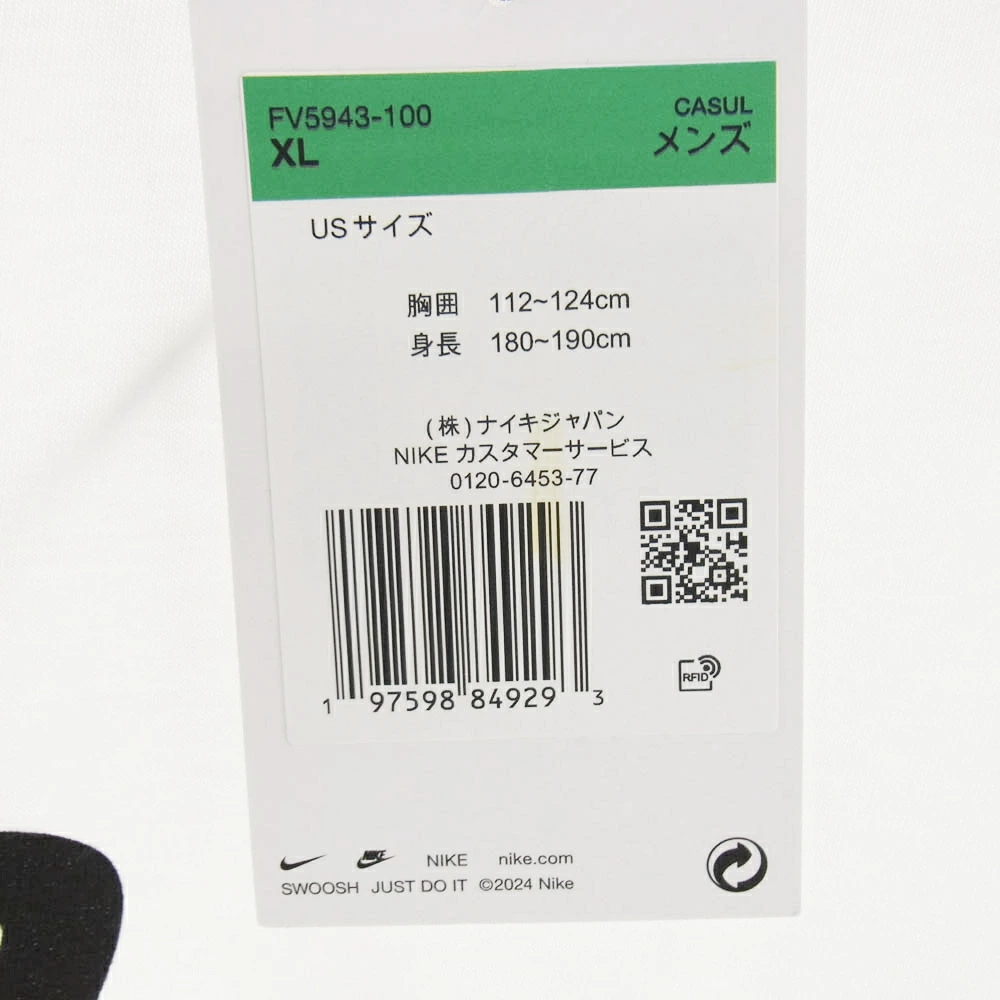 FV5943-100
XL
CASUL
メンズ
USサイズ
胸囲 112~124cm
身長 180~190cm
(株)ナイキジャパン
NIKE カスタマーサービス
0120-6453-77
1 97598 84929 3
RFID
NIKE NIKE nike.com
SWOOSH JUST DO IT ©2024 Nike